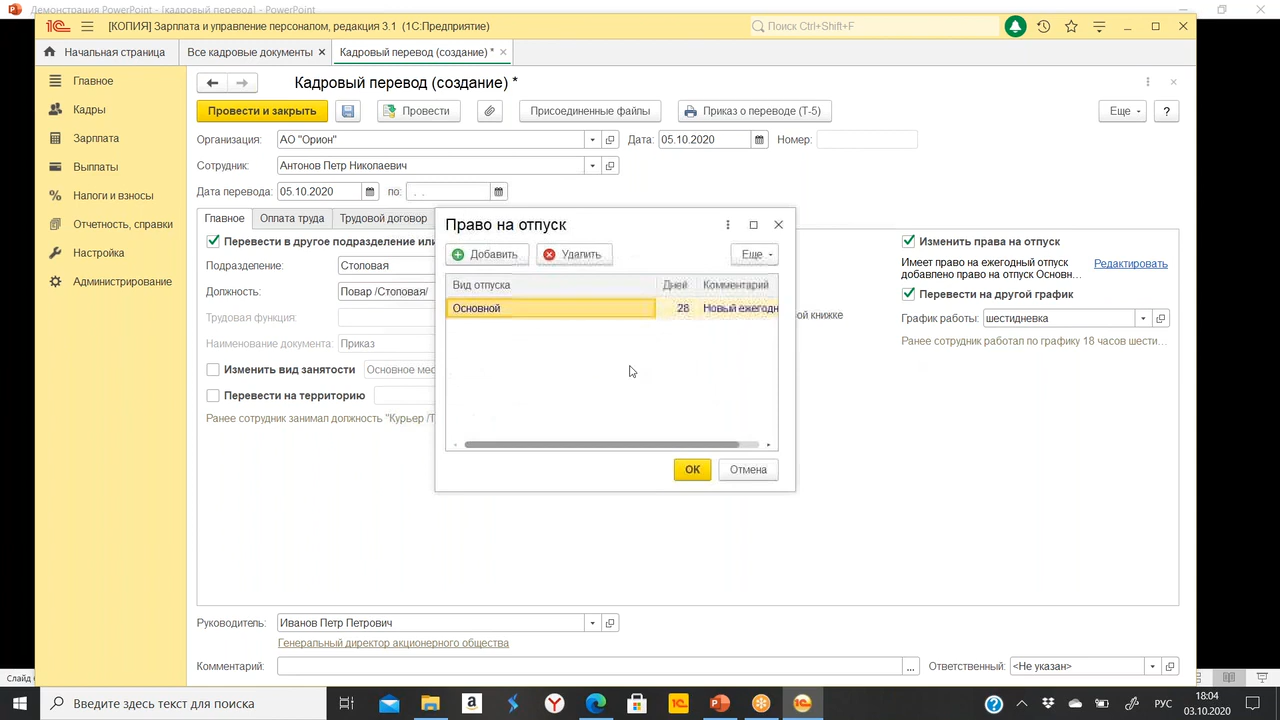 Демонстрация PowerPoint - [кадровый перевод] - PowerPoint
[КОПИЯ] Зарплата и управление персоналом, редакция 3.1 (1С:Предприятие)
Поиск Ctrl+Shift+F
Начальная страница
Все кадровые документы ×
Кадровый перевод (создание) * ×
Главное
Кадры
Зарплата
Выплаты
Налоги и взносы
Отчетность, справки
Настройка
Администрирование
Кадровый перевод (создание) *
Провести и закрыть
Провести
Присоединенные файлы
Приказ о переводе (Т-5)
Еще
?
Организация: АО "Орион" Дата: 05.10.2020 Номер:
Сотрудник: Антонов Петр Николаевич
Дата перевода: 05.10.2020 по: . .
Главное Оплата труда Трудовой договор
Перевести в другое подразделение или
Подразделение: Столовая
Должность: Повар /Столовая/
Трудовая функция:
ой книжке
Наименование документа: Приказ
Изменить вид занятости Основное мес
Перевести на территорию
Ранее сотрудник занимал должность "Курьер /Т
Право на отпуск
Добавить Удалить Еще
Вид отпуска Дней Комментарий
Основной 28 Новый ежегодн
ОК Отмена
Изменить права на отпуск
Имеет право на ежегодный отпуск
добавлено право на отпуск Основн... Редактировать
Перевести на другой график
График работы: шестидневка
Ранее сотрудник работал по графику 18 часов шести...
Руководитель: Иванов Петр Петрович
Генеральный директор акционерного общества
Комментарий: ... Ответственный: <Не указан>
Слайд
Введите здесь текст для поиска
РУС
18:04
03.10.2020